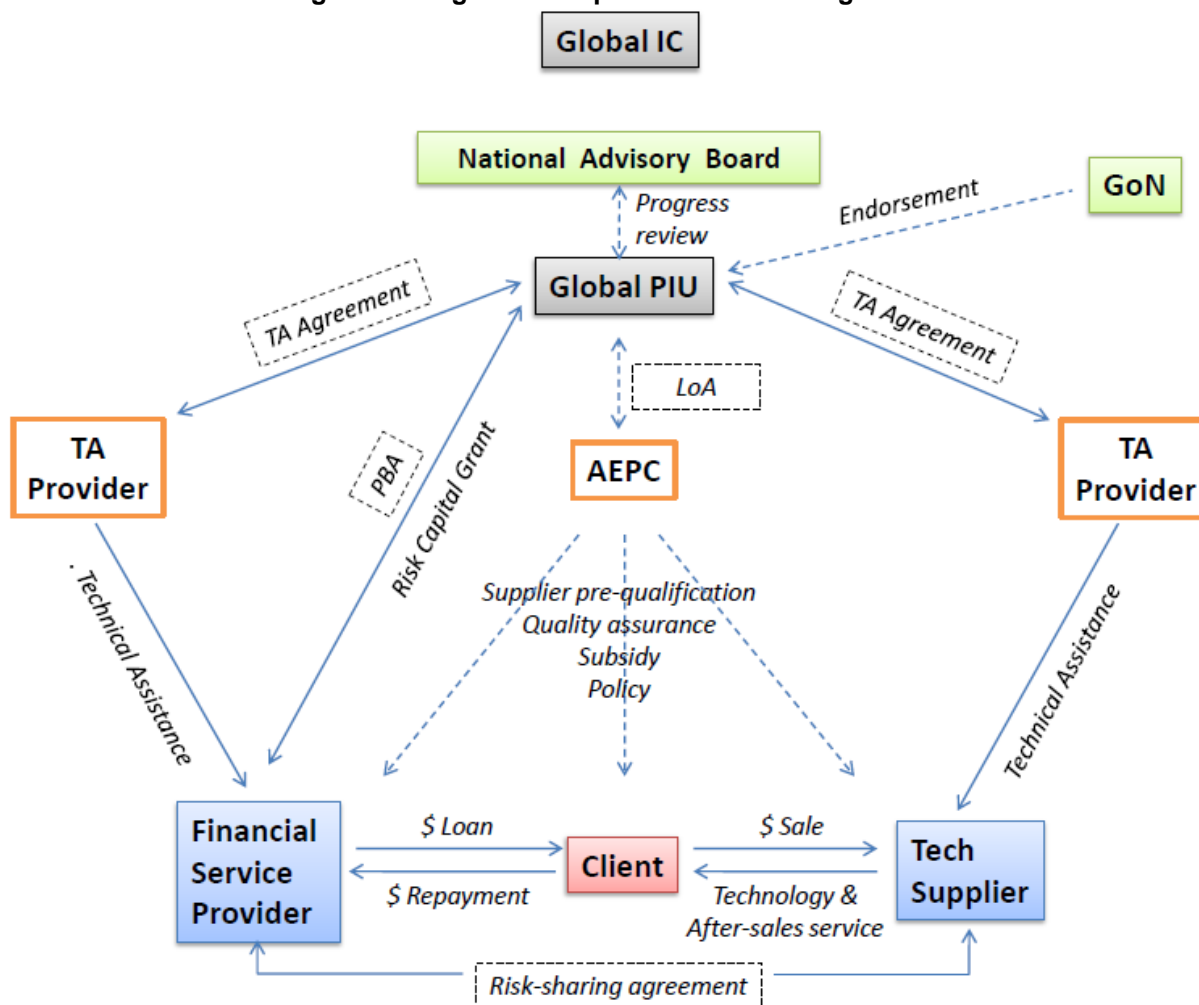 Global IC
National Advisory Board
GoN
Progress
review
Endorsement
Global PIU
TA Agreement
TA Agreement
LoA
TA
Provider
PBA
Risk Capital Grant
AEPC
TA
Provider
. Technical Assistance
Supplier pre-qualification
Quality assurance
Subsidy
Policy
Technical Assistance
Financial
Service
Provider
$ Loan
$ Repayment
Client
$ Sale
Technology &
After-sales service
Tech
Supplier
Risk-sharing agreement